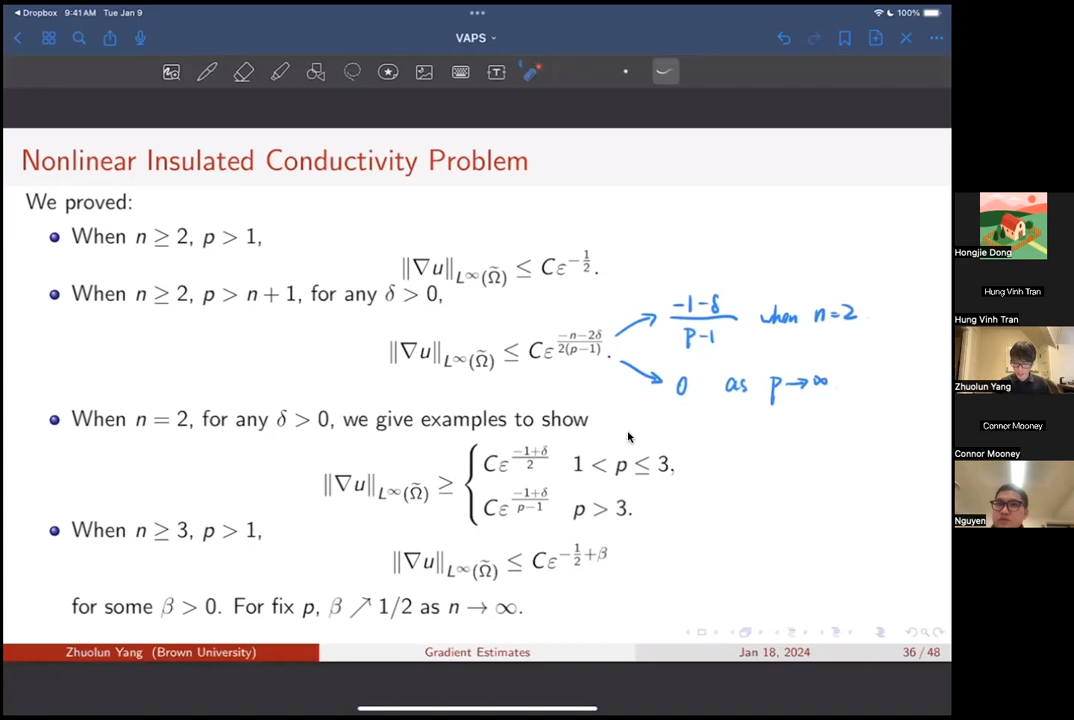 Dropbox 9:41 AM Tue Jan 9
100%
VAPS
Nonlinear Insulated Conductivity Problem
We proved:
When n ≥ 2, p > 1,
‖∇u‖_{L^∞(Ω̃)} ≤ Cε^{-1/2}.
When n ≥ 2, p > n + 1, for any δ > 0,
‖∇u‖_{L^∞(Ω̃)} ≤ Cε^{(-n-2δ)/(2(p-1))}.
(-1-δ)/(p-1) when n=2
0 as p→∞
When n = 2, for any δ > 0, we give examples to show
‖∇u‖_{L^∞(Ω̃)} ≥ { Cε^{(-1+δ)/2} 1 < p ≤ 3,
Cε^{(-1+δ)/(p-1)} p > 3.
When n ≥ 3, p > 1,
‖∇u‖_{L^∞(Ω̃)} ≤ Cε^{-1/2+β}
for some β > 0. For fix p, β ↗ 1/2 as n → ∞.
Zhuolun Yang (Brown University) Gradient Estimates Jan 18, 2024 36 / 48
Hongjie Dong
Hung Vinh Tran
Hung Vinh Tran
Zhuolun Yang
Connor Mooney
Connor Mooney
Nguyen